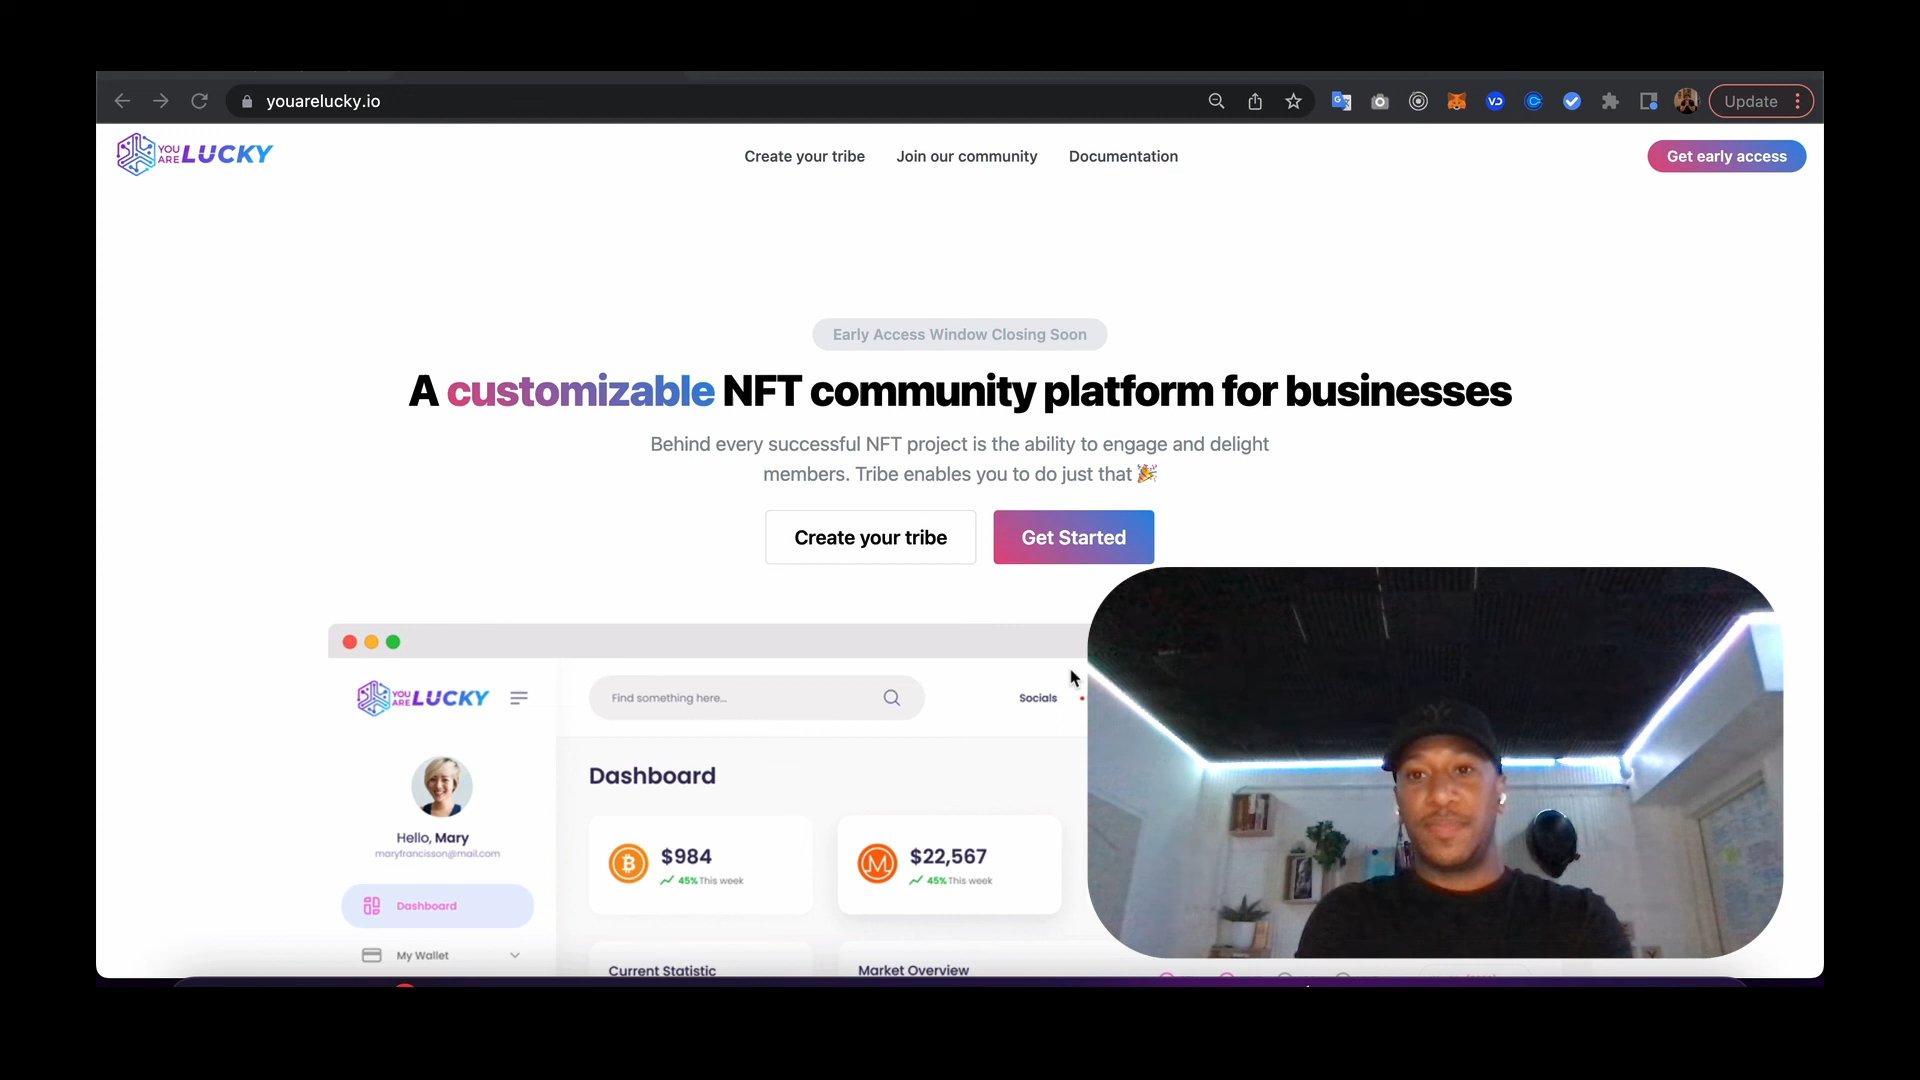 youarelucky.io
Update
YOU ARE LUCKY
Create your tribe
Join our community
Documentation
Get early access
Early Access Window Closing Soon
A customizable NFT community platform for businesses
Behind every successful NFT project is the ability to engage and delight
members. Tribe enables you to do just that 🎉
Create your tribe
Get Started
YOU ARE LUCKY
Find something here...
Socials
Hello, Mary
maryfrancisson@mail.com
Dashboard
My Wallet
Dashboard
$984
45% This week
$22,567
45% This week
Current Statistic
Market Overview